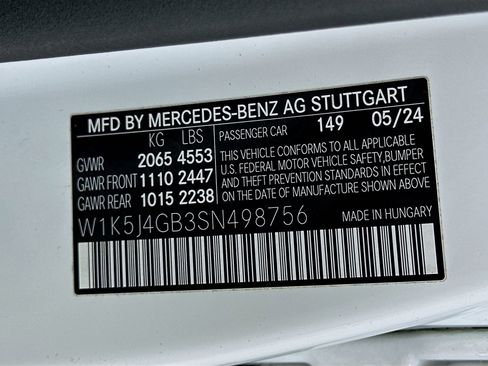 MFD BY MERCEDES-BENZ AG STUTTGART
KG LBS
PASSENGER CAR 149 05/24
GVWR 2065 4553
GAWR FRONT 1110 2447
GAWR REAR 1015 2238
THIS VEHICLE CONFORMS TO ALL APPLICABLE
U.S. FEDERAL MOTOR VEHICLE SAFETY,BUMPER
AND THEFT PREVENTION STANDARDS IN EFFECT
ON THE DATE OF MANUFACTURE SHOWN ABOVE.
W1K5J4GB3SN498756
MADE IN HUNGARY